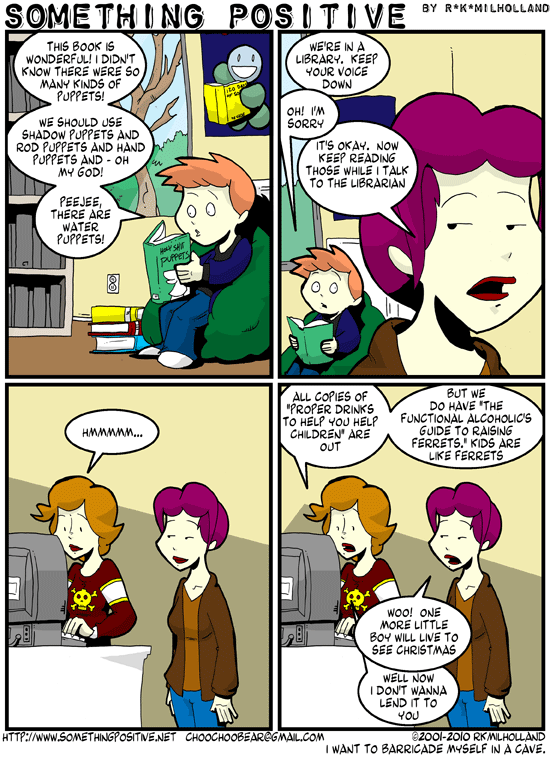 SOMETHING POSITIVE BY R*K*MILHOLLAND
THIS BOOK IS
WONDERFUL! I DIDN'T
KNOW THERE WERE SO
MANY KINDS OF
PUPPETS!
WE SHOULD USE
SHADOW PUPPETS AND
ROD PUPPETS AND HAND
PUPPETS AND - OH
MY GOD!
PEEJEE,
THERE ARE
WATER
PUPPETS!
HOLY SHIT
PUPPETS
WE'RE IN A
LIBRARY. KEEP
YOUR VOICE
DOWN
OH! I'M
SORRY
IT'S OKAY. NOW
KEEP READING
THOSE WHILE I TALK
TO THE LIBRARIAN
HMMMMM...
ALL COPIES OF
"PROPER DRINKS
TO HELP YOU HELP
CHILDREN" ARE
OUT
BUT WE
DO HAVE "THE
FUNCTIONAL ALCOHOLIC'S
GUIDE TO RAISING
FERRETS." KIDS ARE
LIKE FERRETS
WOO! ONE
MORE LITTLE
BOY WILL LIVE TO
SEE CHRISTMAS
WELL NOW
I DON'T WANNA
LEND IT TO
YOU
HTTP://WWW.SOMETHINGPOSITIVE.NET CHOOCHOOBEAR@GMAIL.COM ©2001-2010 RKMILHOLLAND
I WANT TO BARRICADE MYSELF IN A CAVE.